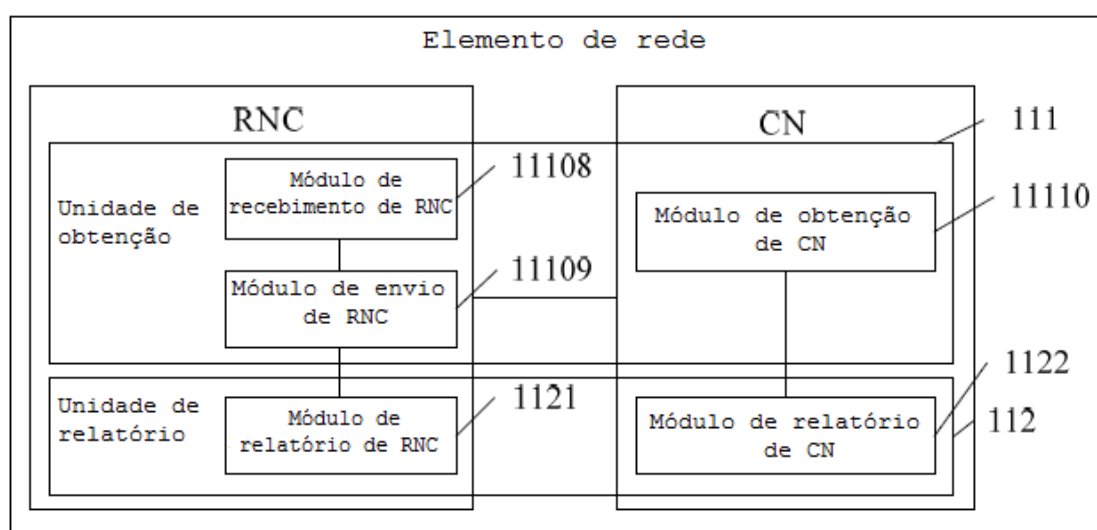 Elemento de rede
RNC
CN
111
Módulo de
recebimento de RNC
11108
Unidade de
obtenção
Módulo de obtenção
de CN
11110
Módulo de envio
de RNC
11109
Unidade de
relatório
Módulo de
relatório de RNC
1121
Módulo de relatório
de CN
1122
112